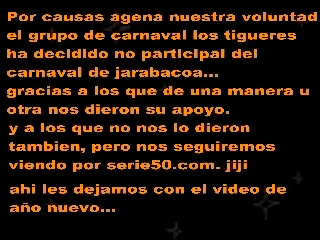 Por causas agena nuestra voluntad
el grupo de carnaval los tigueres
ha decidido no participal del
carnaval de jarabacoa...
gracias a los que de una manera u
otra nos dieron su apoyo.
y a los que no nos lo dieron
tambien, pero nos seguiremos
viendo por serie50.com. jiji
ahi les dejamos con el video de
año nuevo...